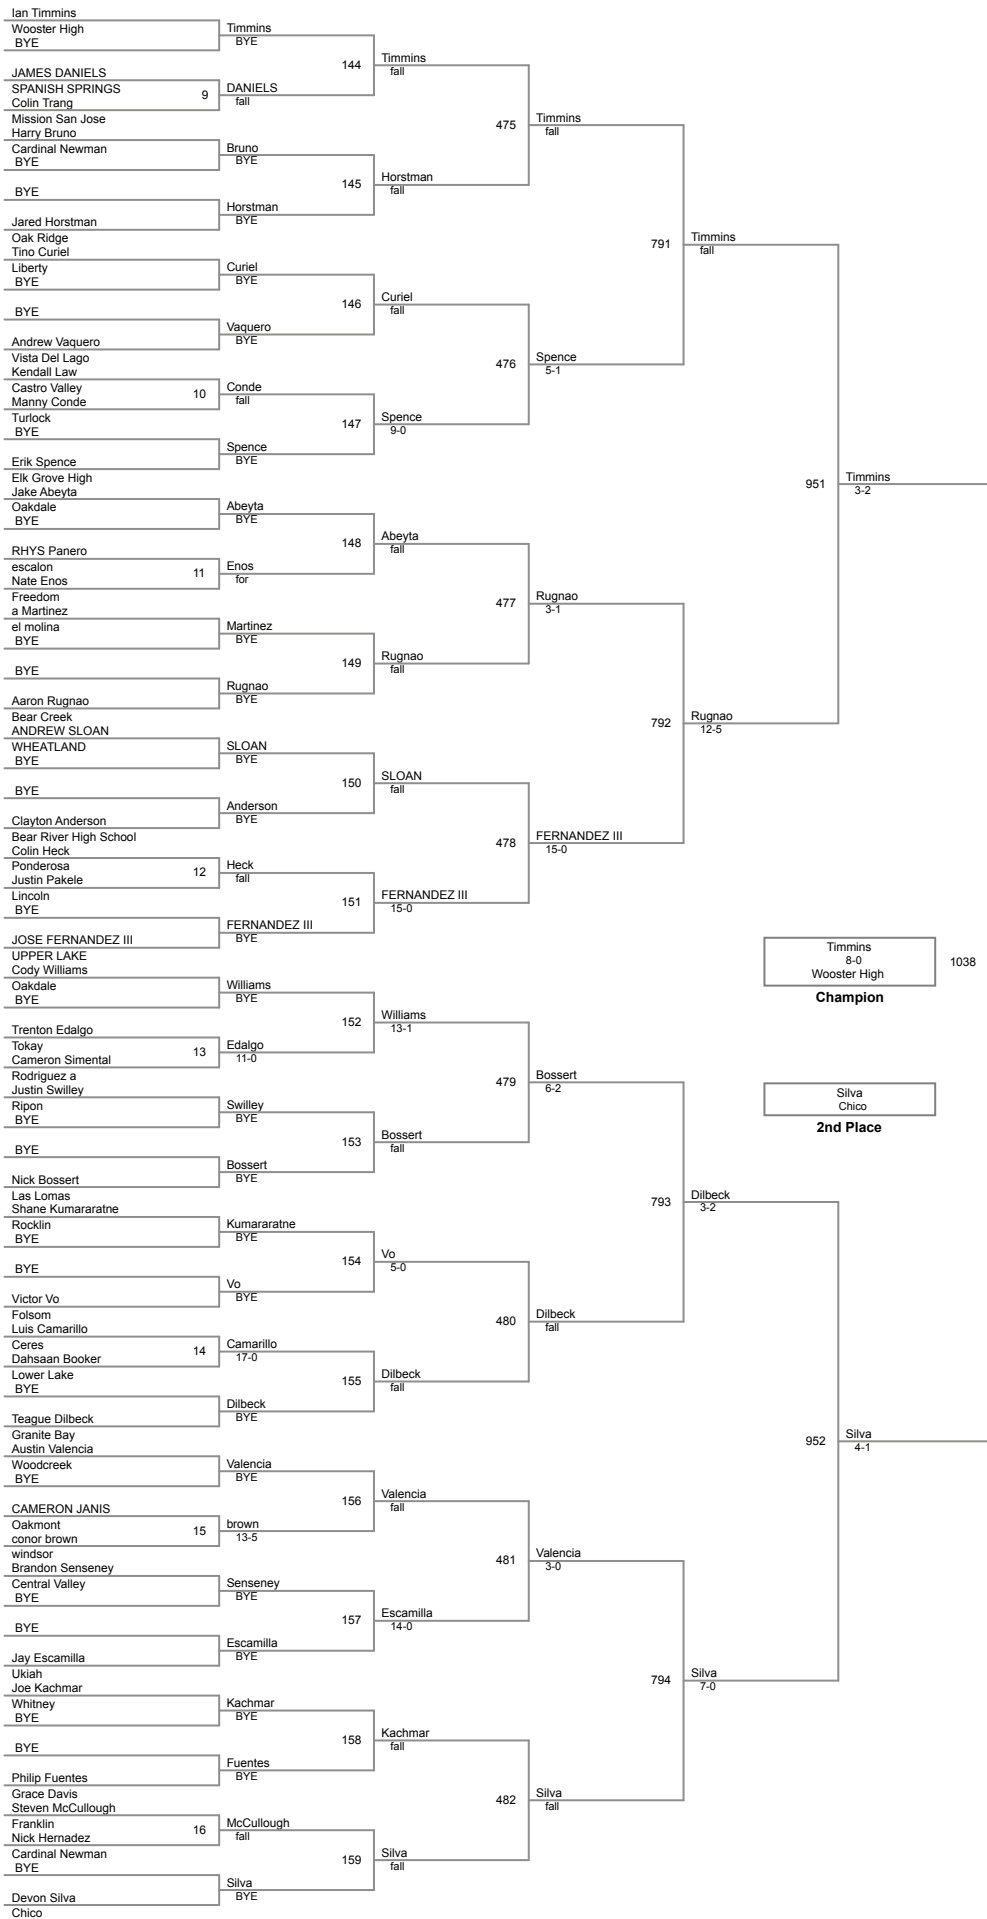 Ian Timmins
Wooster High
BYE
JAMES DANIELS
SPANISH SPRINGS
Colin Trang
Mission San Jose
Harry Bruno
Cardinal Newman
BYE
BYE
Jared Horstman
Oak Ridge
Tino Curiel
Liberty
BYE
BYE
Andrew Vaquero
Vista Del Lago
Kendall Law
Castro Valley
Manny Conde
Turlock
BYE
Erik Spence
Elk Grove High
Jake Abeyta
Oakdale
BYE
RHYS Panero
escalon
Nate Enos
Freedom
a Martinez
el molina
BYE
BYE
Aaron Rugnao
Bear Creek
ANDREW SLOAN
WHEATLAND
BYE
BYE
Clayton Anderson
Bear River High School
Colin Heck
Ponderosa
Justin Pakele
Lincoln
BYE
JOSE FERNANDEZ III
UPPER LAKE
Cody Williams
Oakdale
BYE
Trenton Edalgo
Tokay
Cameron Simental
Rodriguez a
Justin Swilley
Ripon
BYE
BYE
Nick Bossert
Las Lomas
Shane Kumararatne
Rocklin
BYE
BYE
Victor Vo
Folsom
Luis Camarillo
Ceres
Dahsaan Booker
Lower Lake
BYE
Teague Dilbeck
Granite Bay
Austin Valencia
Woodcreek
BYE
CAMERON JANIS
Oakmont
conor brown
windsor
Brandon Senseney
Central Valley
BYE
BYE
Jay Escamilla
Ukiah
Joe Kachmar
Whitney
BYE
BYE
Philip Fuentes
Grace Davis
Steven McCullough
Franklin
Nick Hernadez
Cardinal Newman
BYE
Devon Silva
Chico
9
10
11
12
13
14
15
16
Timmins
BYE
DANIELS
fall
Bruno
BYE
Horstman
BYE
Curiel
BYE
Vaquero
BYE
Conde
fall
Spence
BYE
Abeyta
BYE
Enos
for
Martinez
BYE
Rugnao
BYE
SLOAN
BYE
Anderson
BYE
Heck
fall
FERNANDEZ III
BYE
Williams
BYE
Edalgo
11-0
Swilley
BYE
Bossert
BYE
Kumararatne
BYE
Vo
BYE
Camarillo
17-0
Dilbeck
BYE
Valencia
BYE
brown
13-5
Senseney
BYE
Escamilla
BYE
Kachmar
BYE
Fuentes
BYE
McCullough
fall
Silva
BYE
144
145
146
147
148
149
150
151
152
153
154
155
156
157
158
159
Timmins
fall
Horstman
fall
Curiel
fall
Spence
9-0
Abeyta
fall
Rugnao
fall
SLOAN
fall
FERNANDEZ III
15-0
Williams
13-1
Bossert
fall
Vo
5-0
Dilbeck
fall
Valencia
fall
Escamilla
14-0
Kachmar
fall
Silva
fall
475
476
477
478
479
480
481
482
Timmins
fall
Spence
5-1
Rugnao
3-1
FERNANDEZ III
15-0
Bossert
6-2
Dilbeck
fall
Valencia
3-0
Silva
fall
791
792
793
794
Timmins
fall
Rugnao
12-5
Dilbeck
3-2
Silva
7-0
951
952
Timmins
3-2
Silva
4-1
Timmins
8-0
Wooster High
1038
Champion
Silva
Chico
2nd Place